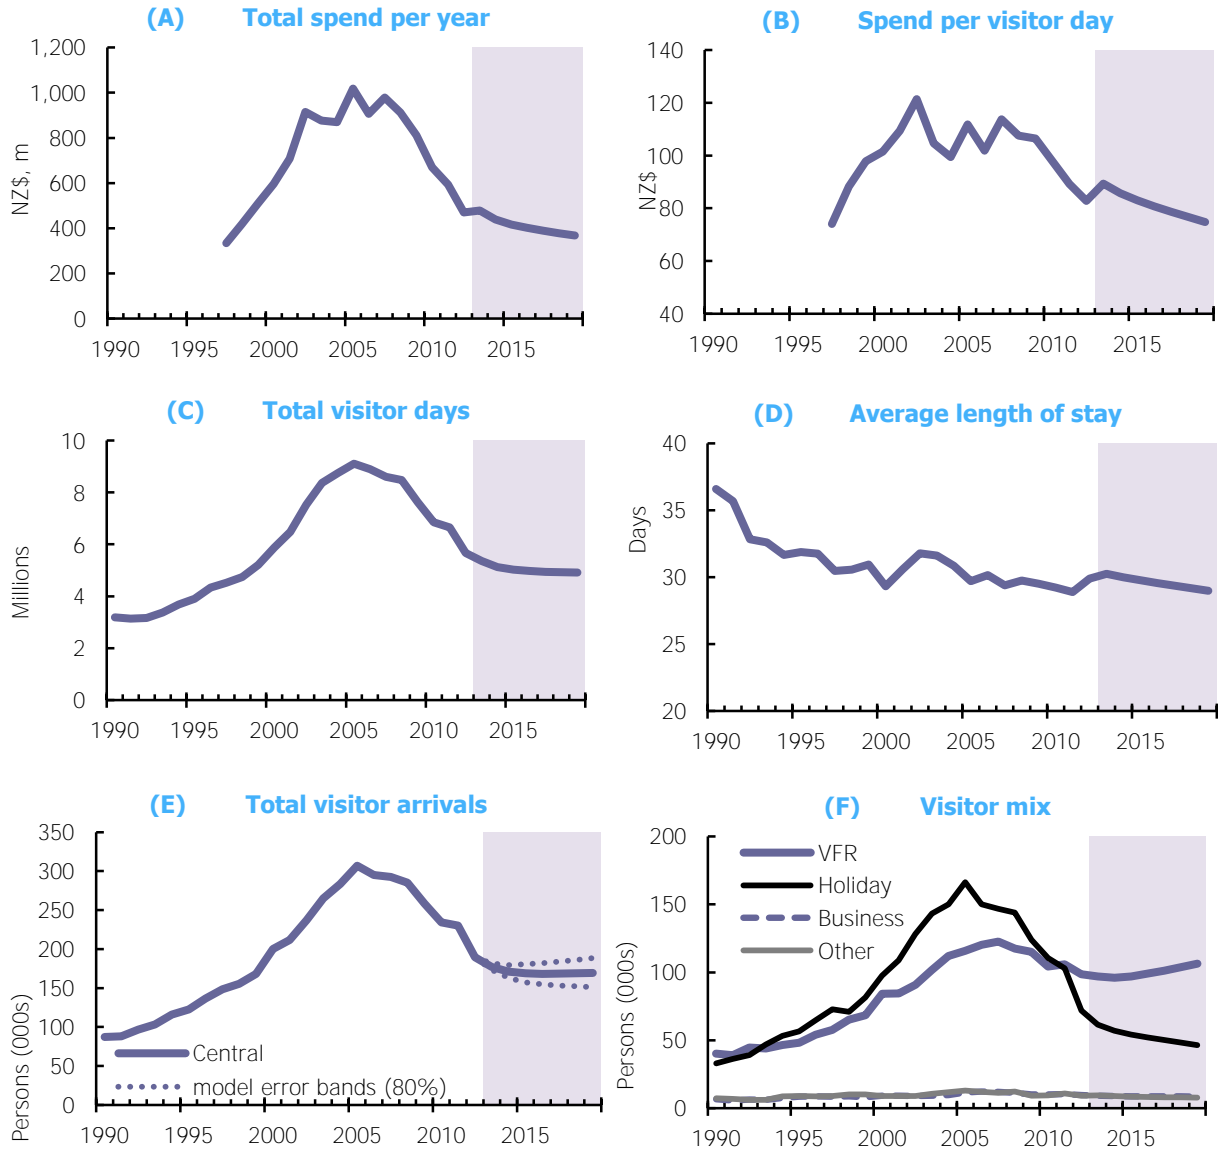 (A) Total spend per year
NZ$, m
1,200
1,000
800
600
400
200
0
1990 1995 2000 2005 2010 2015
(B) Spend per visitor day
NZ$
140
120
100
80
60
40
1990 1995 2000 2005 2010 2015
(C) Total visitor days
Millions
10
8
6
4
2
0
1990 1995 2000 2005 2010 2015
(D) Average length of stay
Days
40
35
30
25
20
1990 1995 2000 2005 2010 2015
(E) Total visitor arrivals
Persons (000s)
350
300
250
200
150
100
50
0
Central
model error bands (80%)
1990 1995 2000 2005 2010 2015
(F) Visitor mix
Persons (000s)
200
150
100
50
0
VFR
Holiday
Business
Other
1990 1995 2000 2005 2010 2015